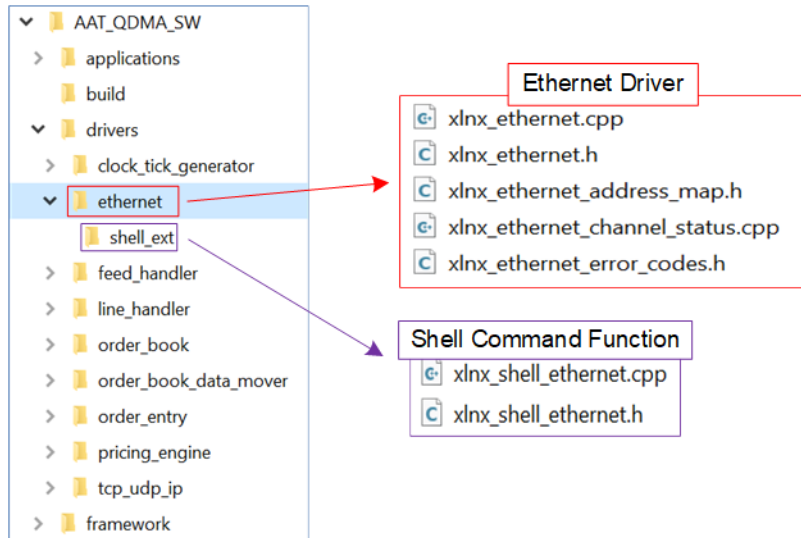 AAT_QDMA_SW
applications
build
drivers
clock_tick_generator
ethernet
shell_ext
feed_handler
line_handler
order_book
order_book_data_mover
order_entry
pricing_engine
tcp_udp_ip
framework
Ethernet Driver
xlnx_ethernet.cpp
xlnx_ethernet.h
xlnx_ethernet_address_map.h
xlnx_ethernet_channel_status.cpp
xlnx_ethernet_error_codes.h
Shell Command Function
xlnx_shell_ethernet.cpp
xlnx_shell_ethernet.h